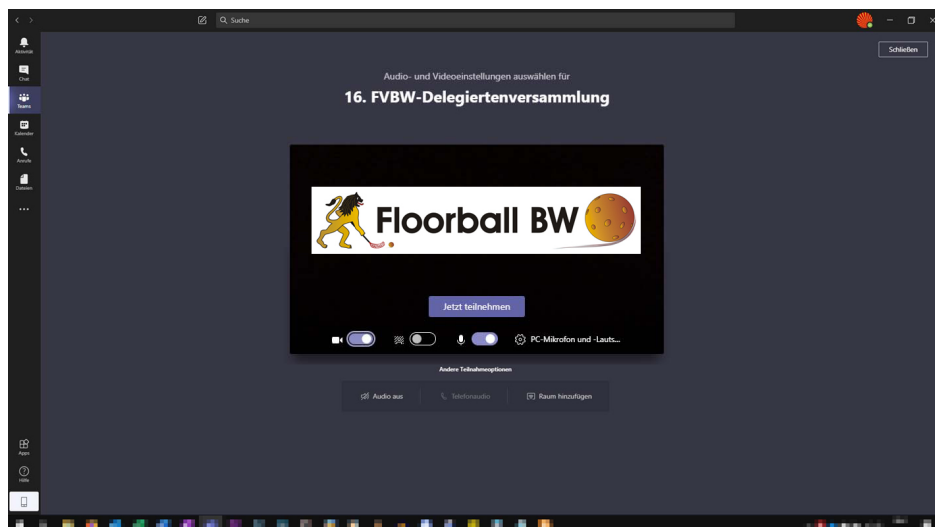 Suche
Aktivität
Chat
Teams
Kalender
Anrufe
Dateien
Schließen
Audio- und Videoeinstellungen auswählen für
16. FVBW-Delegiertenversammlung
Floorball BW
Jetzt teilnehmen
PC-Mikrofon und -Lauts...
Andere Teilnahmeoptionen
Audio aus
Telefonaudio
Raum hinzufügen
Apps
Hilfe